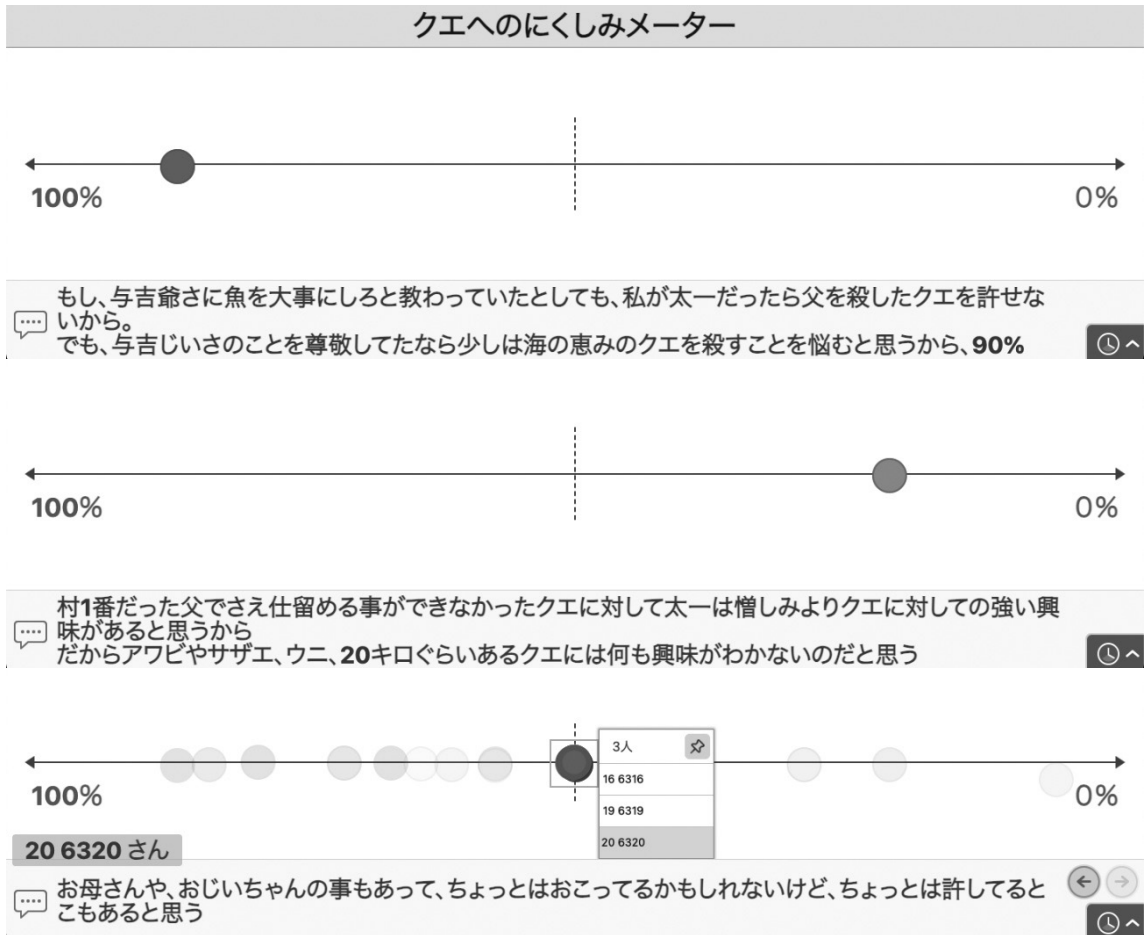 クエへのにくしみメーター
100%
0%
もし、与吉爺さに魚を大事にしろと教わっていたとしても、私が太一だったら父を殺したクエを許せな
いから。
でも、与吉じいさのことを尊敬してたなら少しは海の恵みのクエを殺すことを悩むと思うから、90%
100%
0%
村1番だった父でさえ仕留める事ができなかったクエに対して太一は憎しみよりクエに対しての強い興
味があると思うから
だからアワビやサザエ、ウニ、20キロぐらいあるクエには何も興味がわかないのだと思う
3人
16 6316
19 6319
20 6320
100%
0%
20 6320 さん
お母さんや、おじいちゃんの事もあって、ちょっとはおこってるかもしれないけど、ちょっとは許してると
こもあると思う